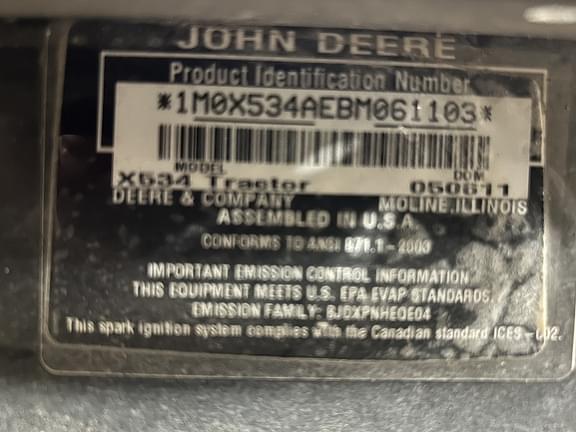 JOHN DEERE
Product Identification Number
*1M0X534AEBM061103*
MODEL DOM
X534 Tractor 050611
DEERE & COMPANY MOLINE, ILLINOIS
ASSEMBLED IN U.S.A.
CONFORMS TO ANSI B71.1-2003
IMPORTANT EMISSION CONTROL INFORMATION
THIS EQUIPMENT MEETS U.S. EPA EVAP STANDARDS.
EMISSION FAMILY:
This spark ignition system complies with the Canadian standard ICES-002.